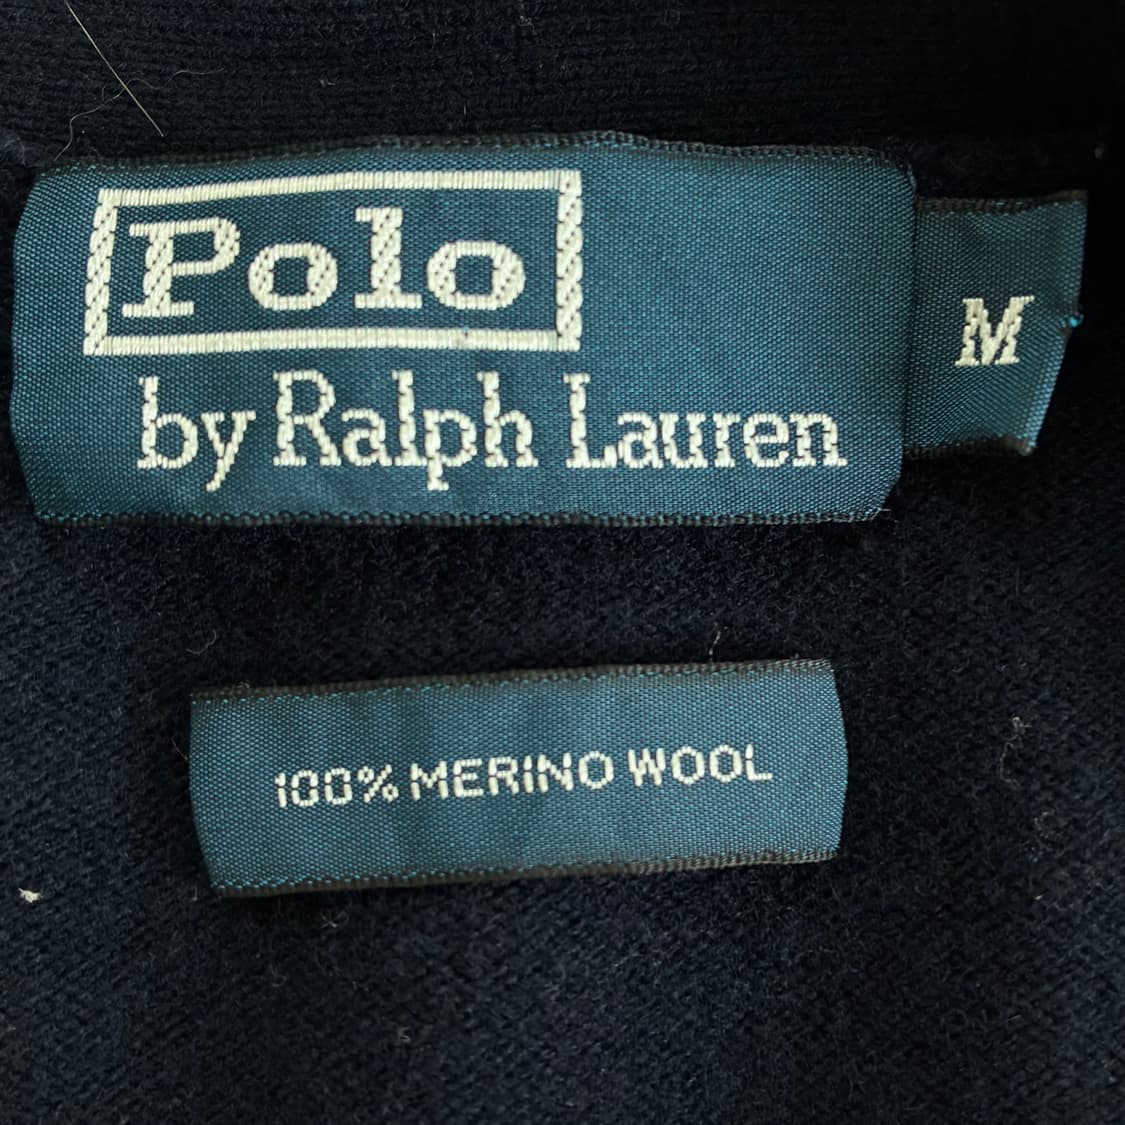 Polo
by Ralph Lauren
M
100% MERINO WOOL